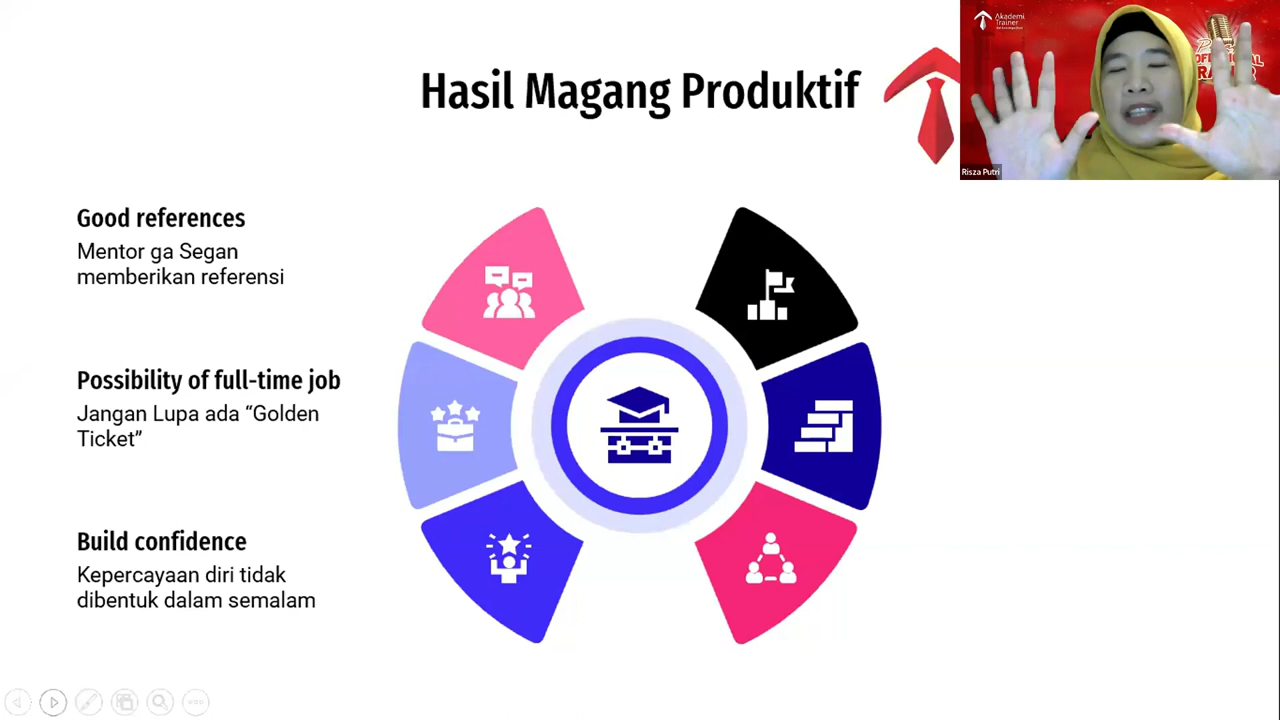 Hasil Magang Produktif
Good references
Mentor ga Segan
memberikan referensi
Possibility of full-time job
Jangan Lupa ada “Golden
Ticket”
Build confidence
Kepercayaan diri tidak
dibentuk dalam semalam
Akademi
Trainer
Risza Putri